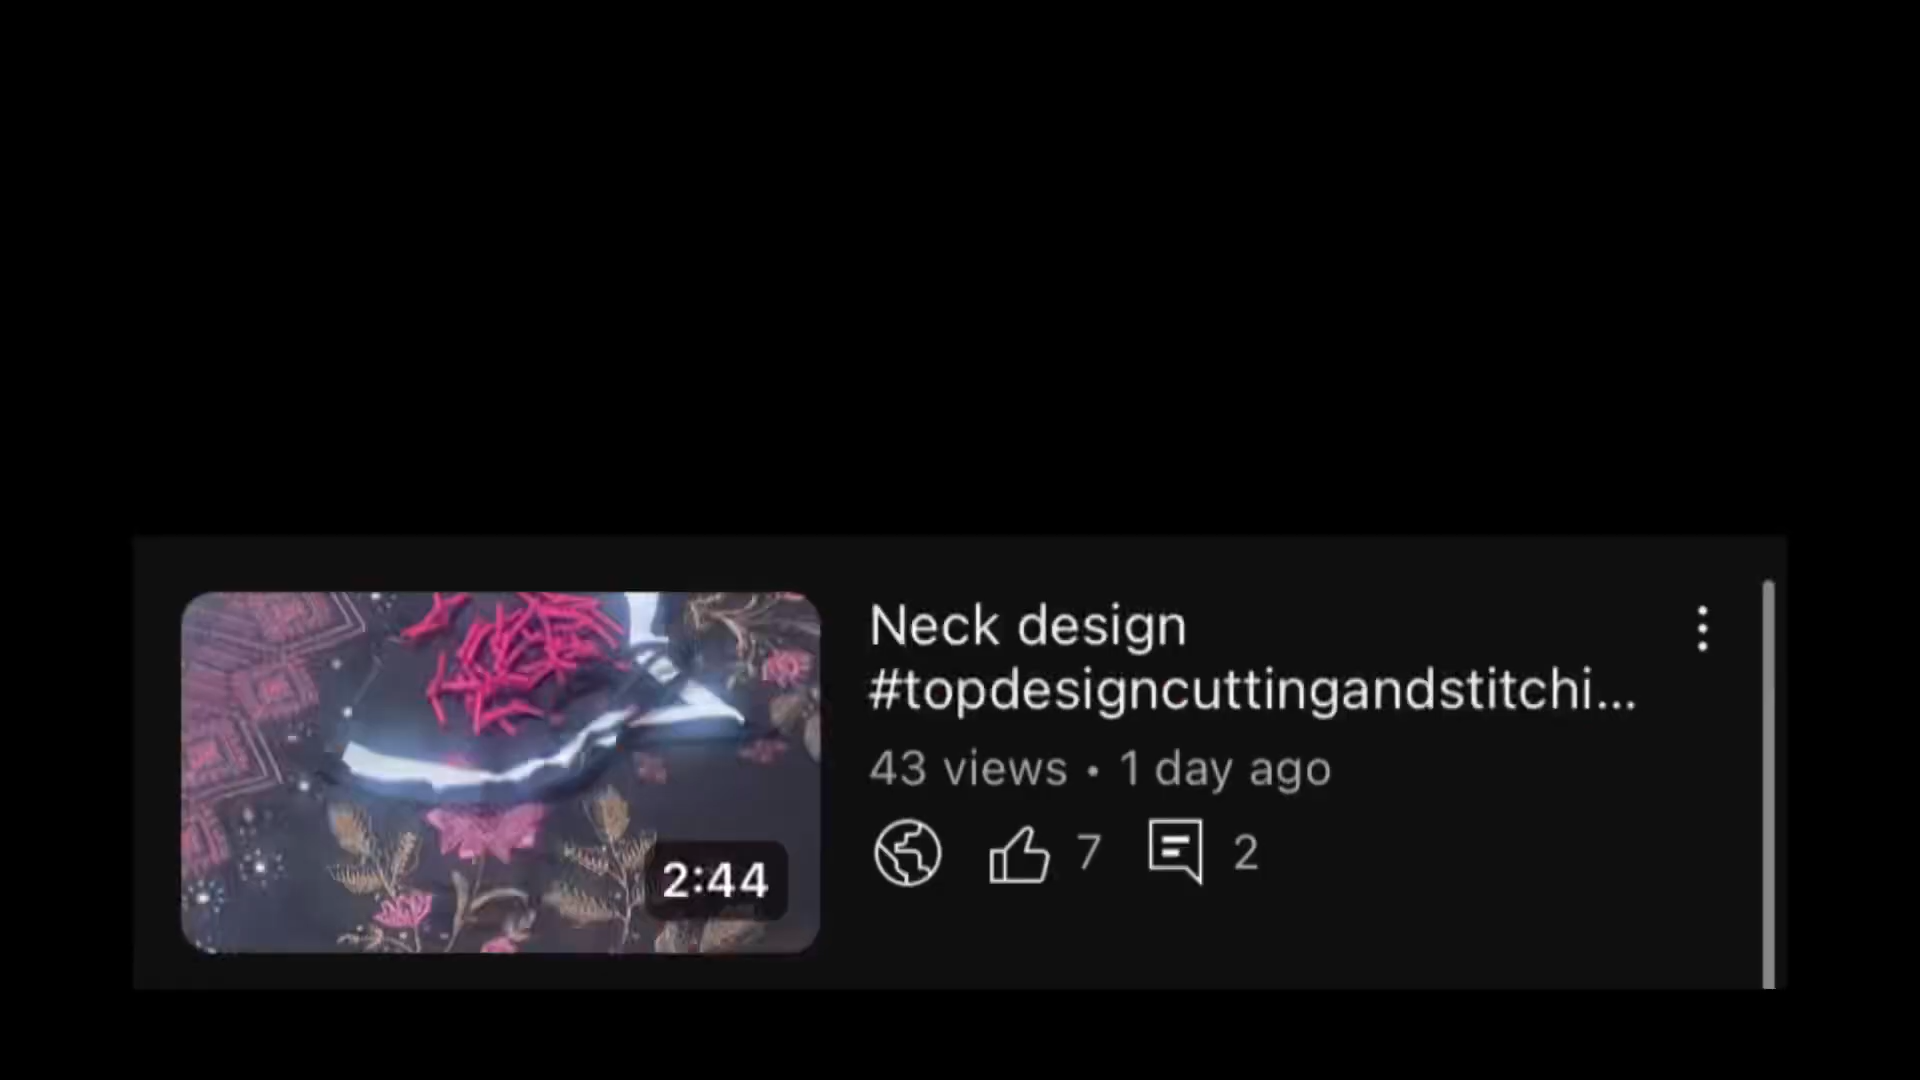 Neck design
#topdesigncuttingandstitchi...
43 views • 1 day ago
7 2
2:44